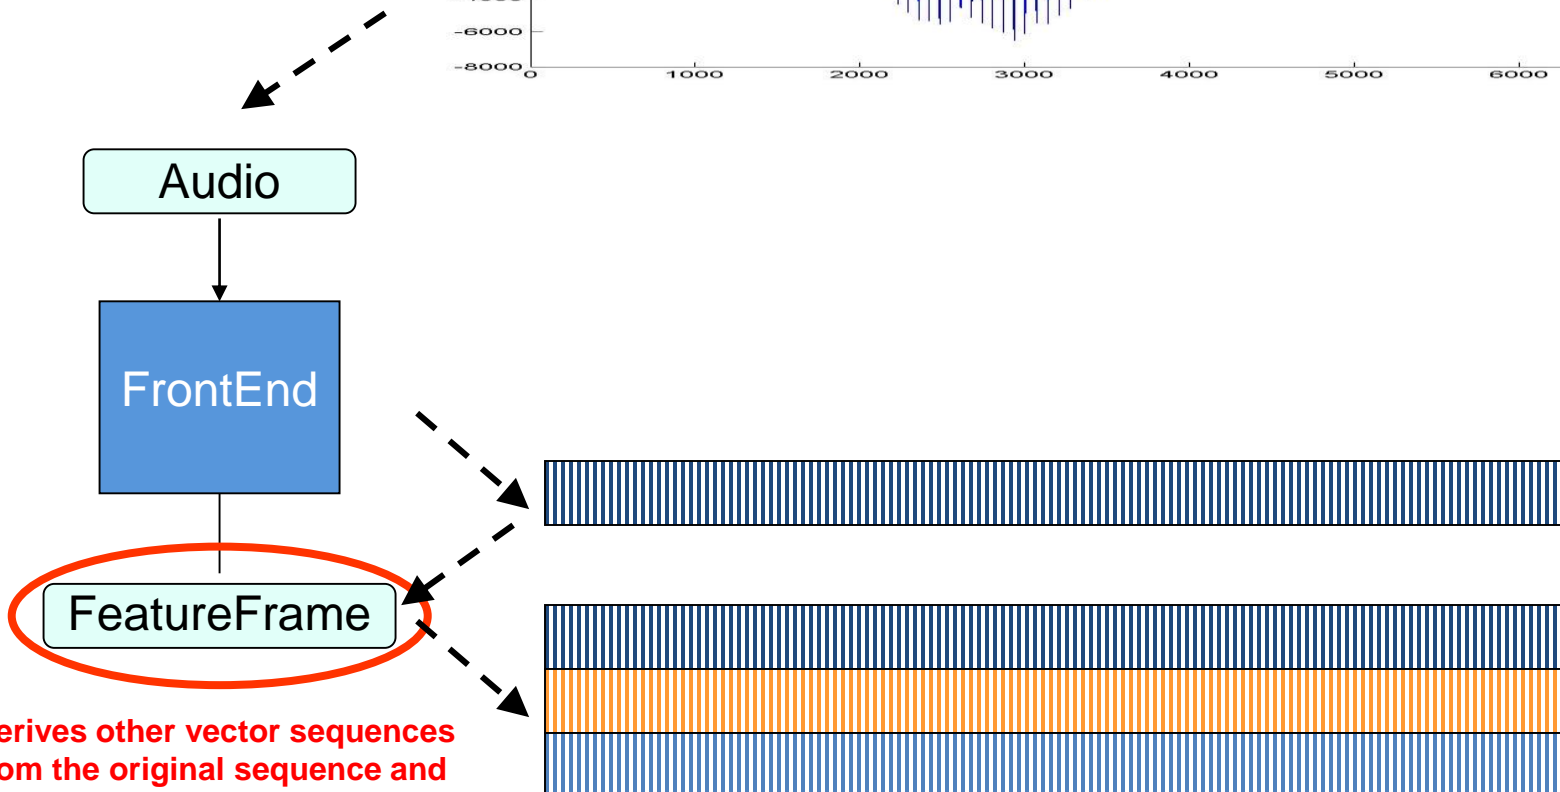 -6000
-8000
0 1000 2000 3000 4000 5000 6000
Audio
FrontEnd
FeatureFrame
erives other vector sequences
om the original sequence and